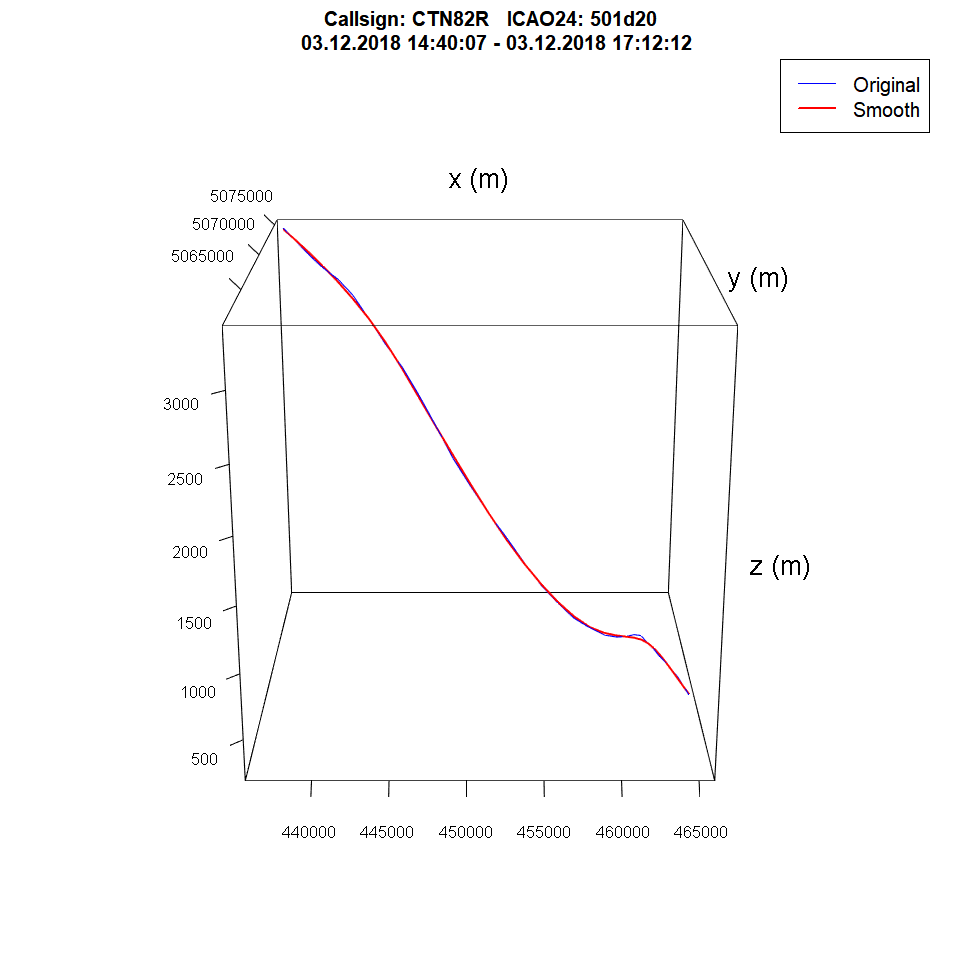 Callsign: CTN82R   ICAO24: 501d20
03.12.2018 14:40:07 - 03.12.2018 17:12:12
Original
Smooth
x (m)
5075000
5070000
5065000
y (m)
3000
2500
2000
1500
1000
500
z (m)
440000 445000 450000 455000 460000 465000